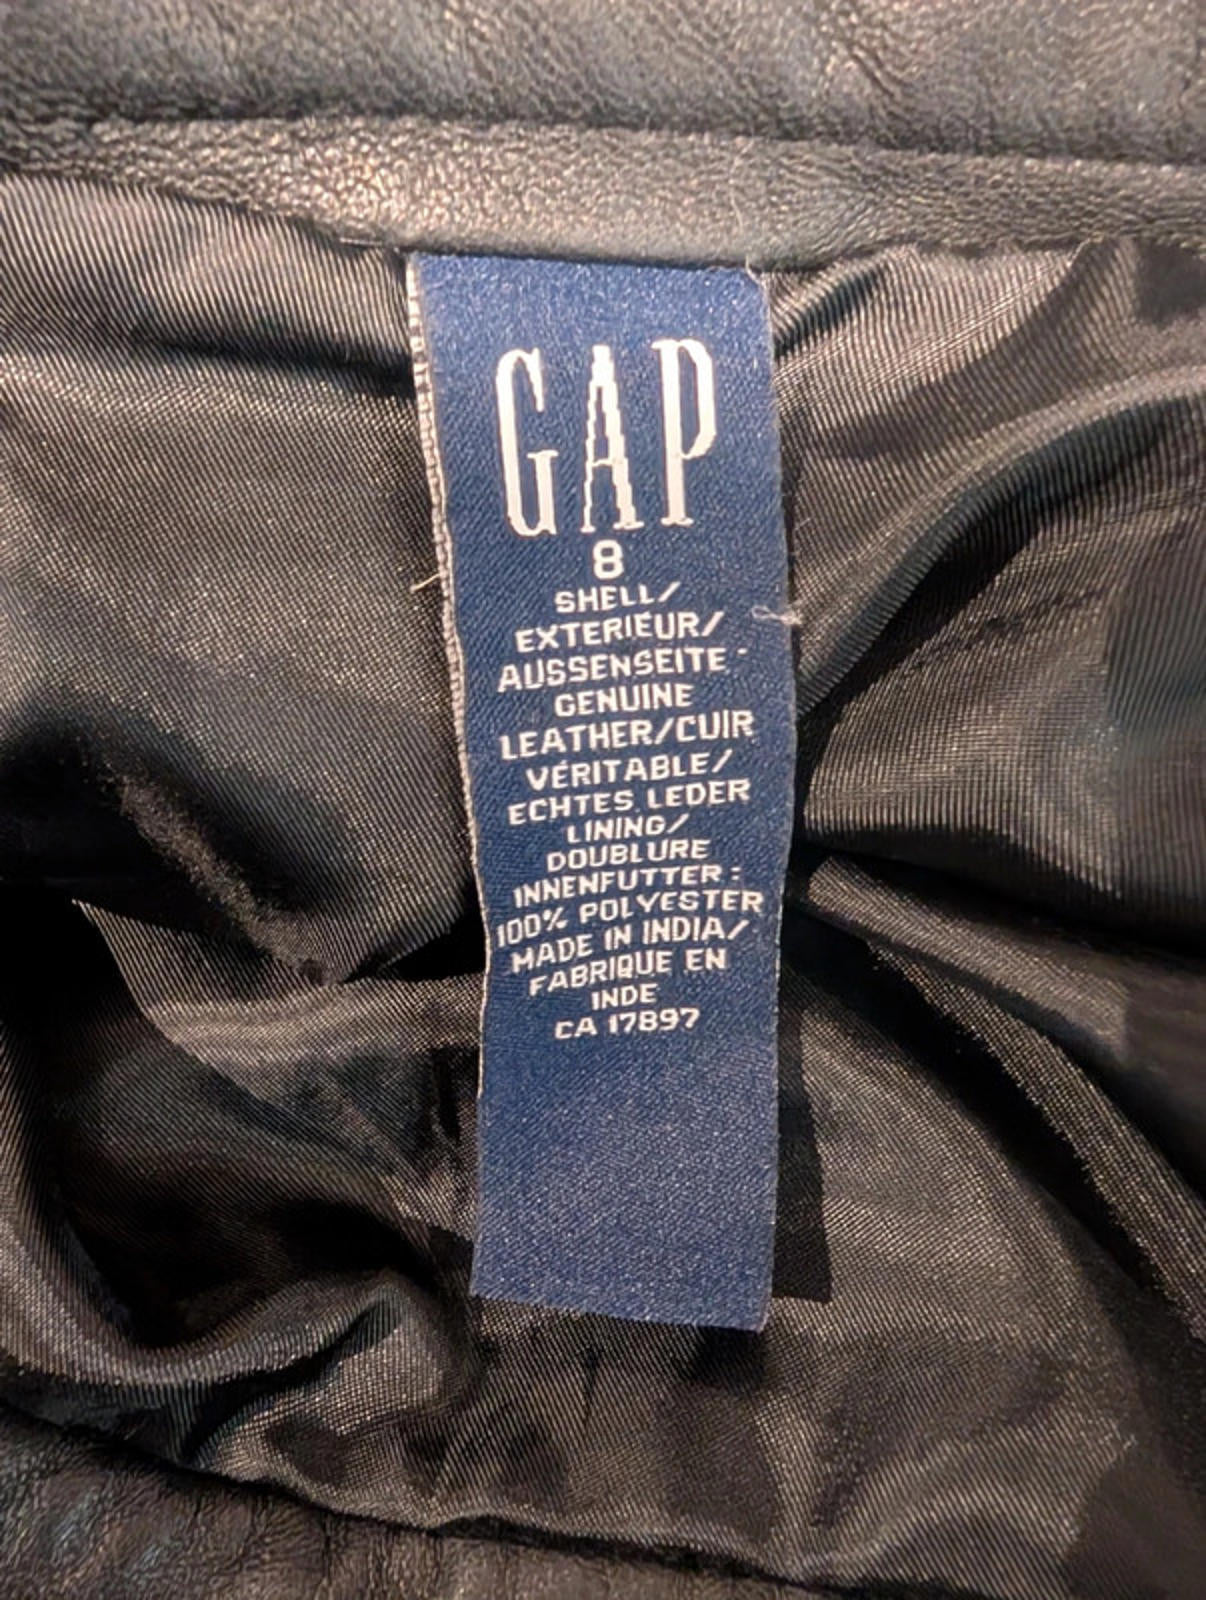 GAP
8
SHELL/
EXTERIEUR/
AUSSENSEITE -
GENUINE
LEATHER/CUIR
VÉRITABLE/
ECHTES LEDER
LINING/
DOUBLURE
INNENFUTTER :
100% POLYESTER
MADE IN INDIA/
FABRIQUE EN
INDE
CA 17897